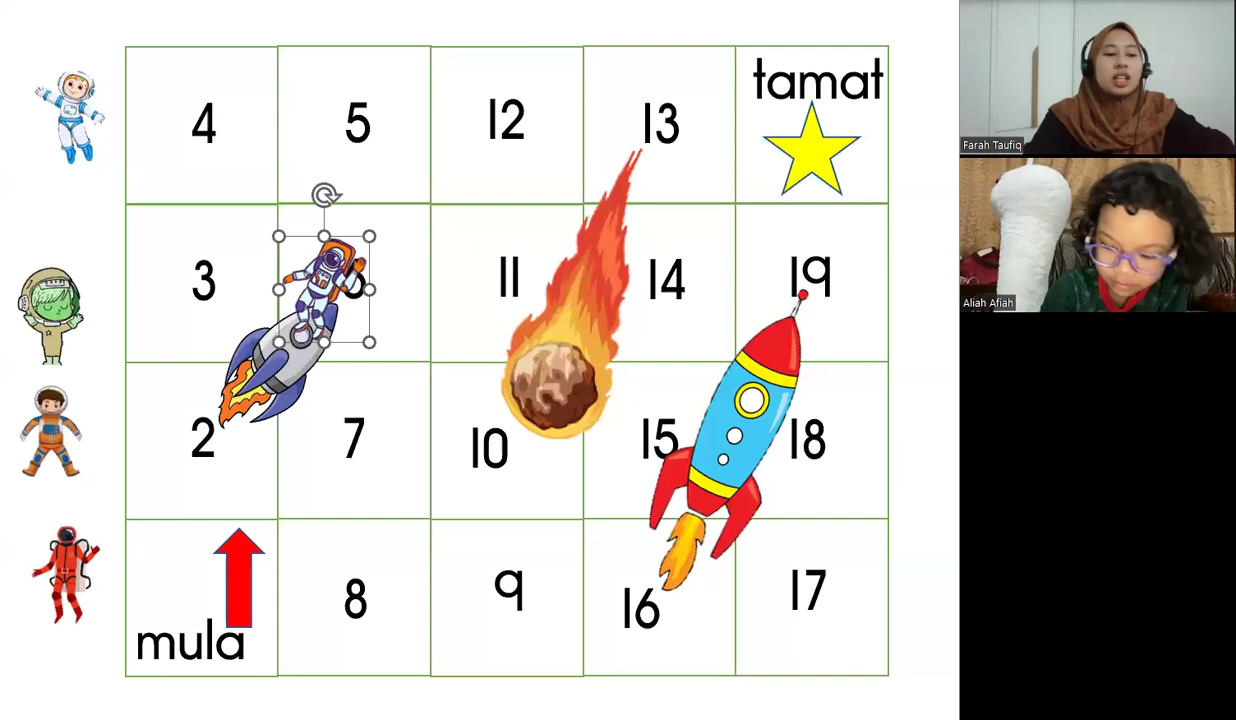 4 5 12 13 tamat
3 11 14 19
2 7 10 15 18
mula 8 9 16 17
Farah Taufiq
Aliah Afiah